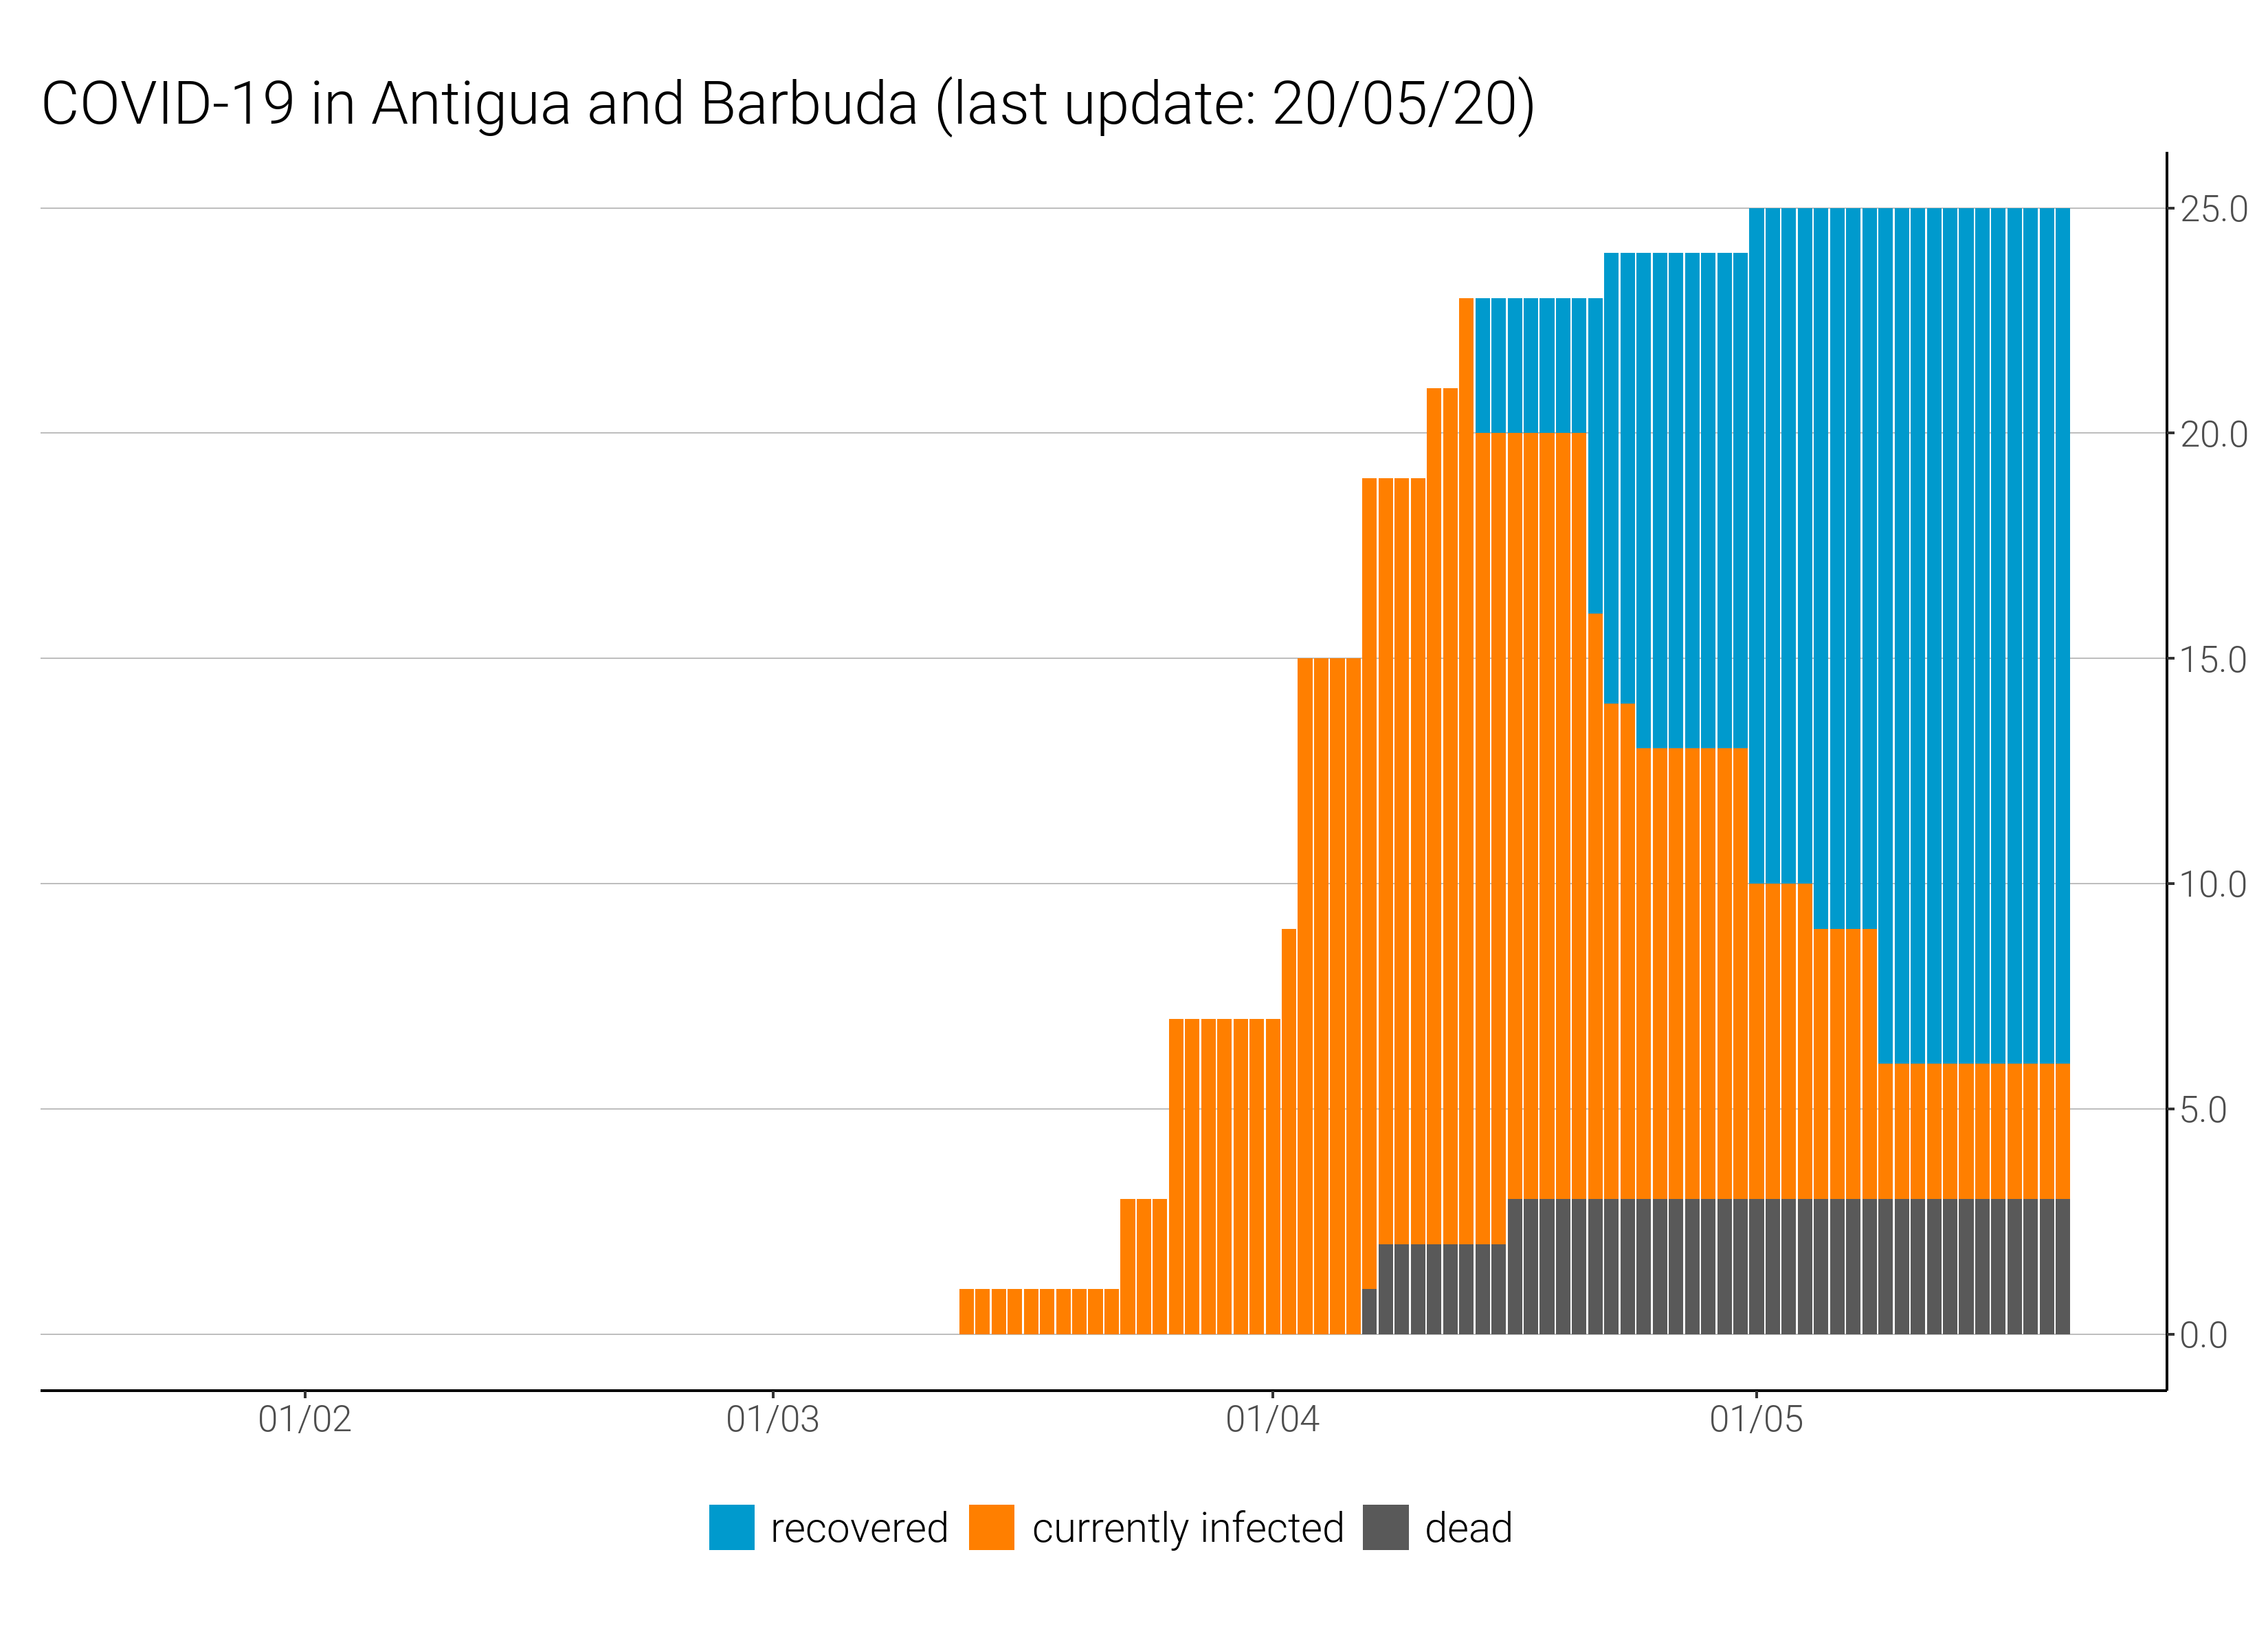 COVID-19 in Antigua and Barbuda (last update: 20/05/20)
25.0
20.0
15.0
10.0
5.0
0.0
01/02 01/03 01/04 01/05
recovered currently infected dead